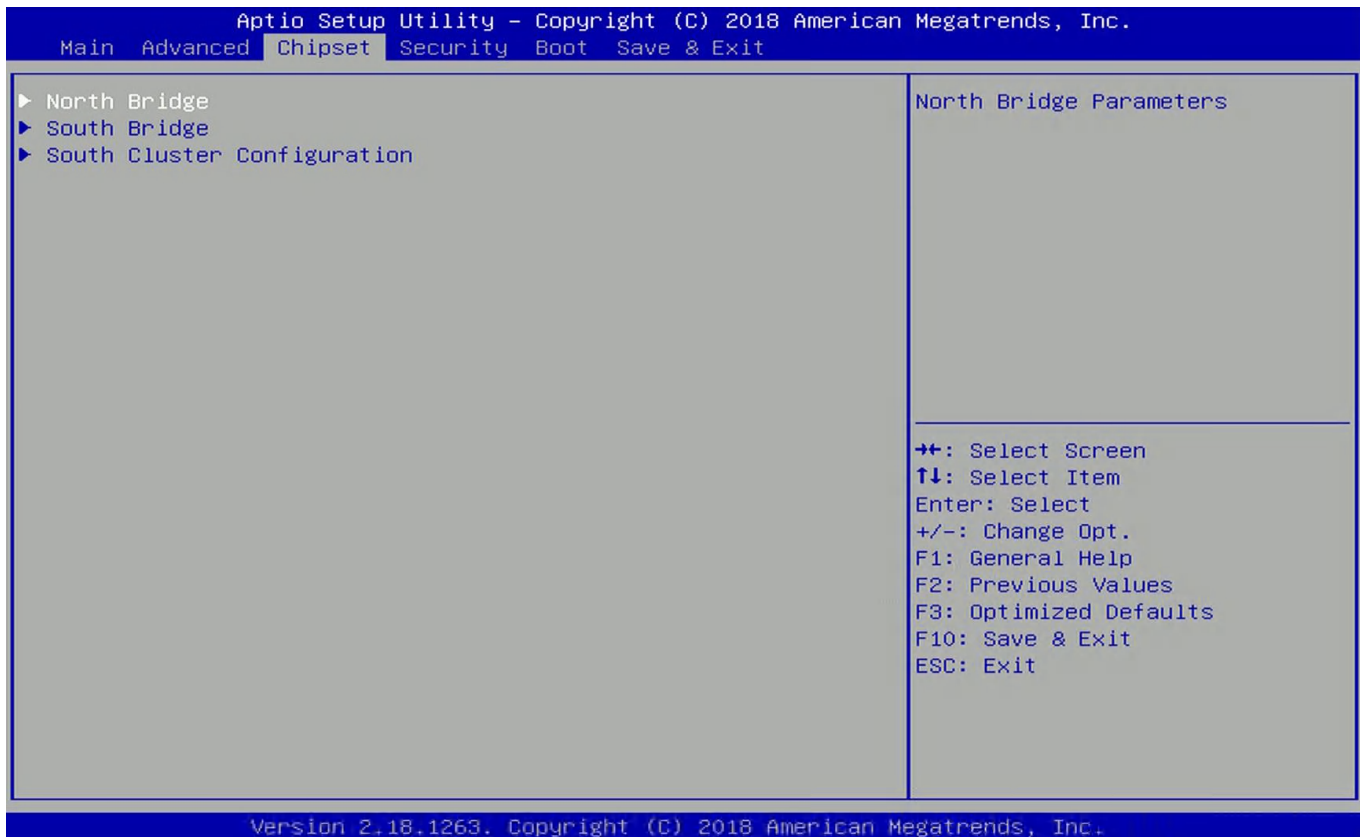 Aptio Setup Utility – Copyright (C) 2018 American Megatrends, Inc.
Main Advanced Chipset Security Boot Save & Exit
▶ North Bridge
▶ South Bridge
▶ South Cluster Configuration
North Bridge Parameters
→←: Select Screen
↑↓: Select Item
Enter: Select
+/-: Change Opt.
F1: General Help
F2: Previous Values
F3: Optimized Defaults
F10: Save & Exit
ESC: Exit
Version 2.18.1263. Copyright (C) 2018 American Megatrends, Inc.